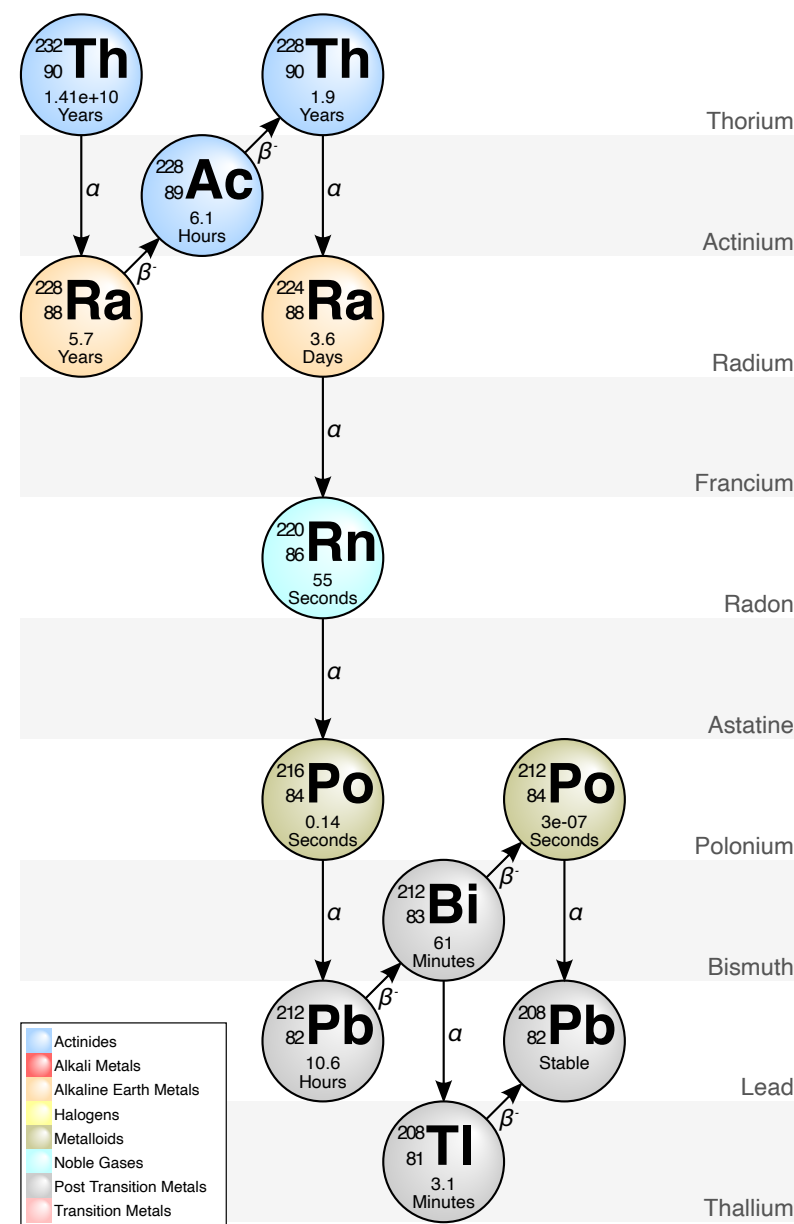 232
90 Th
1.41e+10
Years
228
90 Th
1.9
Years
Thorium
β-
228
89 Ac
6.1
Hours
α
α
Actinium
β-
228
88 Ra
5.7
Years
224
88 Ra
3.6
Days
Radium
α
Francium
220
86 Rn
55
Seconds
Radon
α
Astatine
216
84 Po
0.14
Seconds
212
84 Po
3e-07
Seconds
Polonium
β-
212
83 Bi
61
Minutes
α
α
Bismuth
β-
212
82 Pb
10.6
Hours
α
208
82 Pb
Stable
Lead
β-
208
81 Tl
3.1
Minutes
Thallium
Actinides
Alkali Metals
Alkaline Earth Metals
Halogens
Metalloids
Noble Gases
Post Transition Metals
Transition Metals